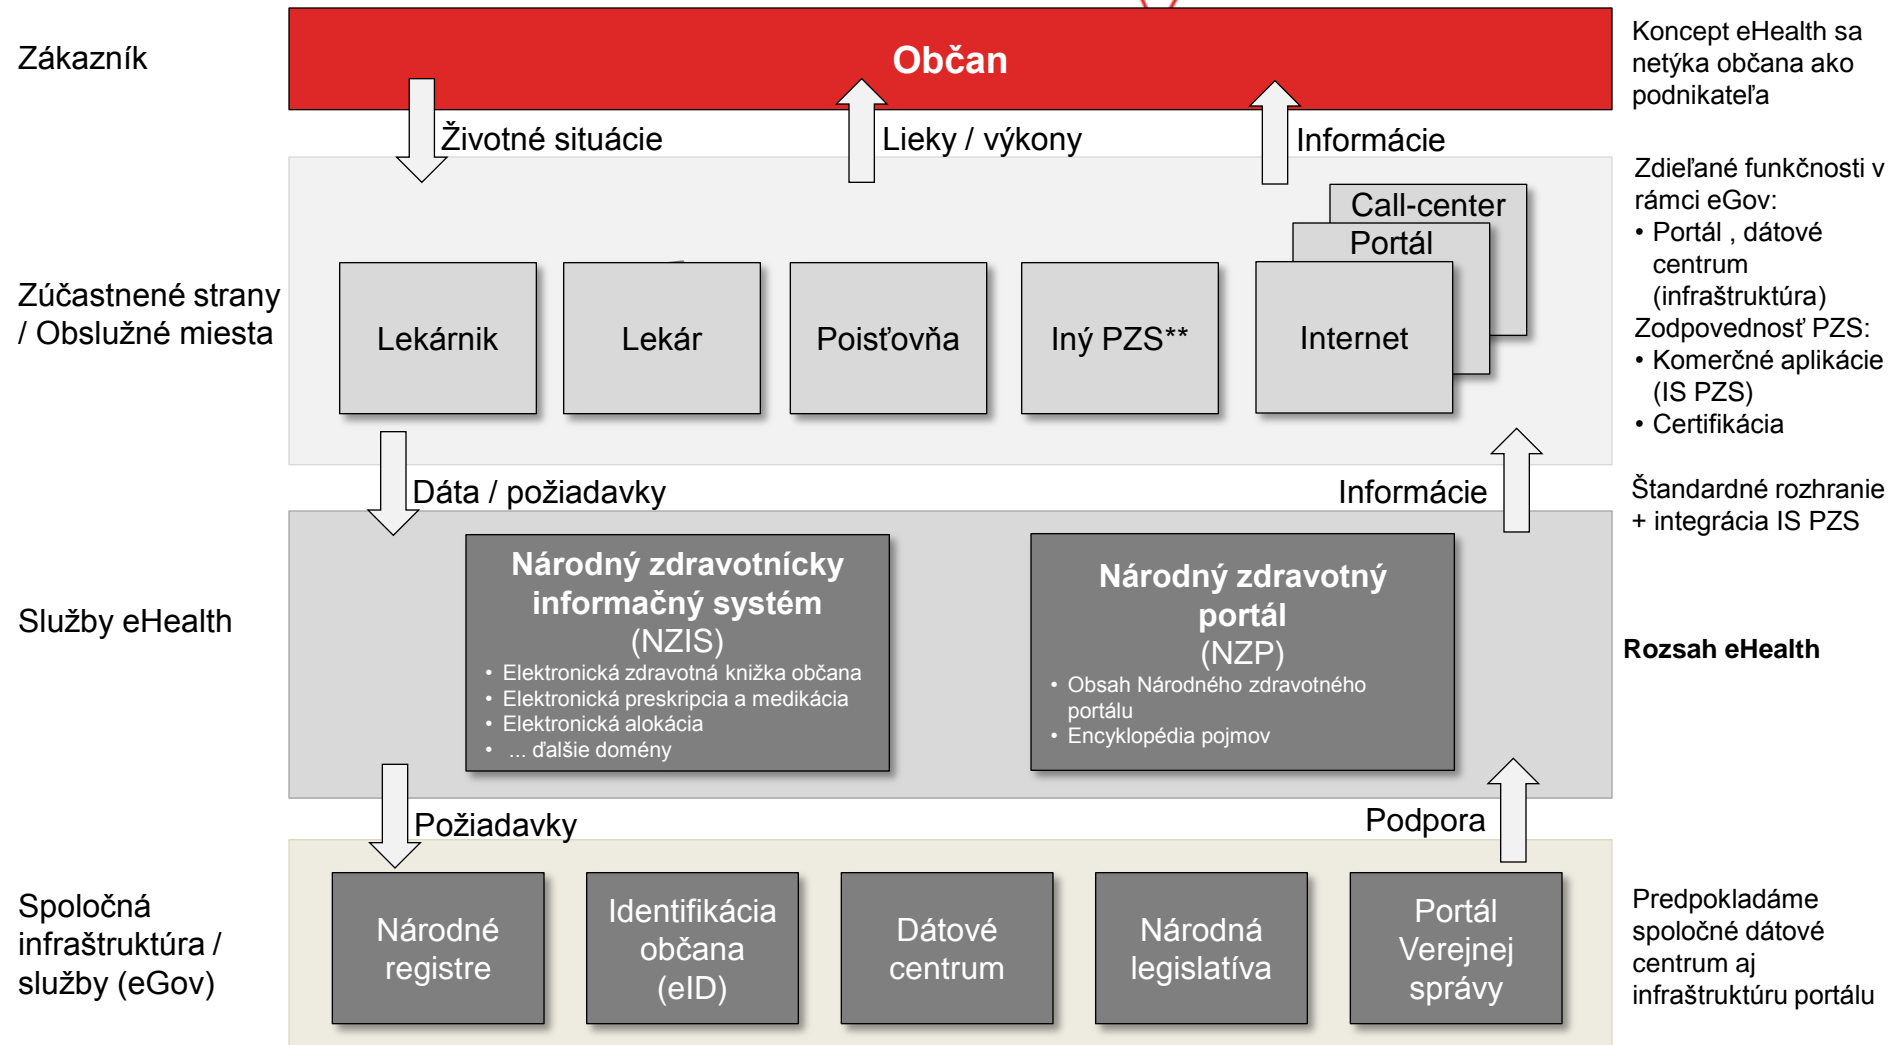 Zákazník
Občan
Koncept eHealth sa
netýka občana ako
podnikateľa
Životné situácie
Lieky / výkony
Informácie
Zúčastnené strany
/ Obslužné miesta
Lekárnik
Lekár
Poisťovňa
Iný PZS**
Call-center
Portál
Internet
Zdieľané funkčnosti v
rámci eGov:
• Portál , dátové
centrum
(infraštruktúra)
Zodpovednosť PZS:
• Komerčné aplikácie
(IS PZS)
• Certifikácia
Dáta / požiadavky
Informácie
Štandardné rozhranie
+ integrácia IS PZS
Služby eHealth
Národný zdravotnícky
informačný systém
(NZIS)
• Elektronická zdravotná knižka občana
• Elektronická preskripcia a medikácia
• Elektronická alokácia
• ... ďalšie domény
Národný zdravotný
portál
(NZP)
• Obsah Národného zdravotného
portálu
• Encyklopédia pojmov
Rozsah eHealth
Požiadavky
Podpora
Spoločná
infraštruktúra /
služby (eGov)
Národné
registre
Identifikácia
občana
(eID)
Dátové
centrum
Národná
legislatíva
Portál
Verejnej
správy
Predpokladáme
spoločné dátové
centrum aj
infraštruktúru portálu